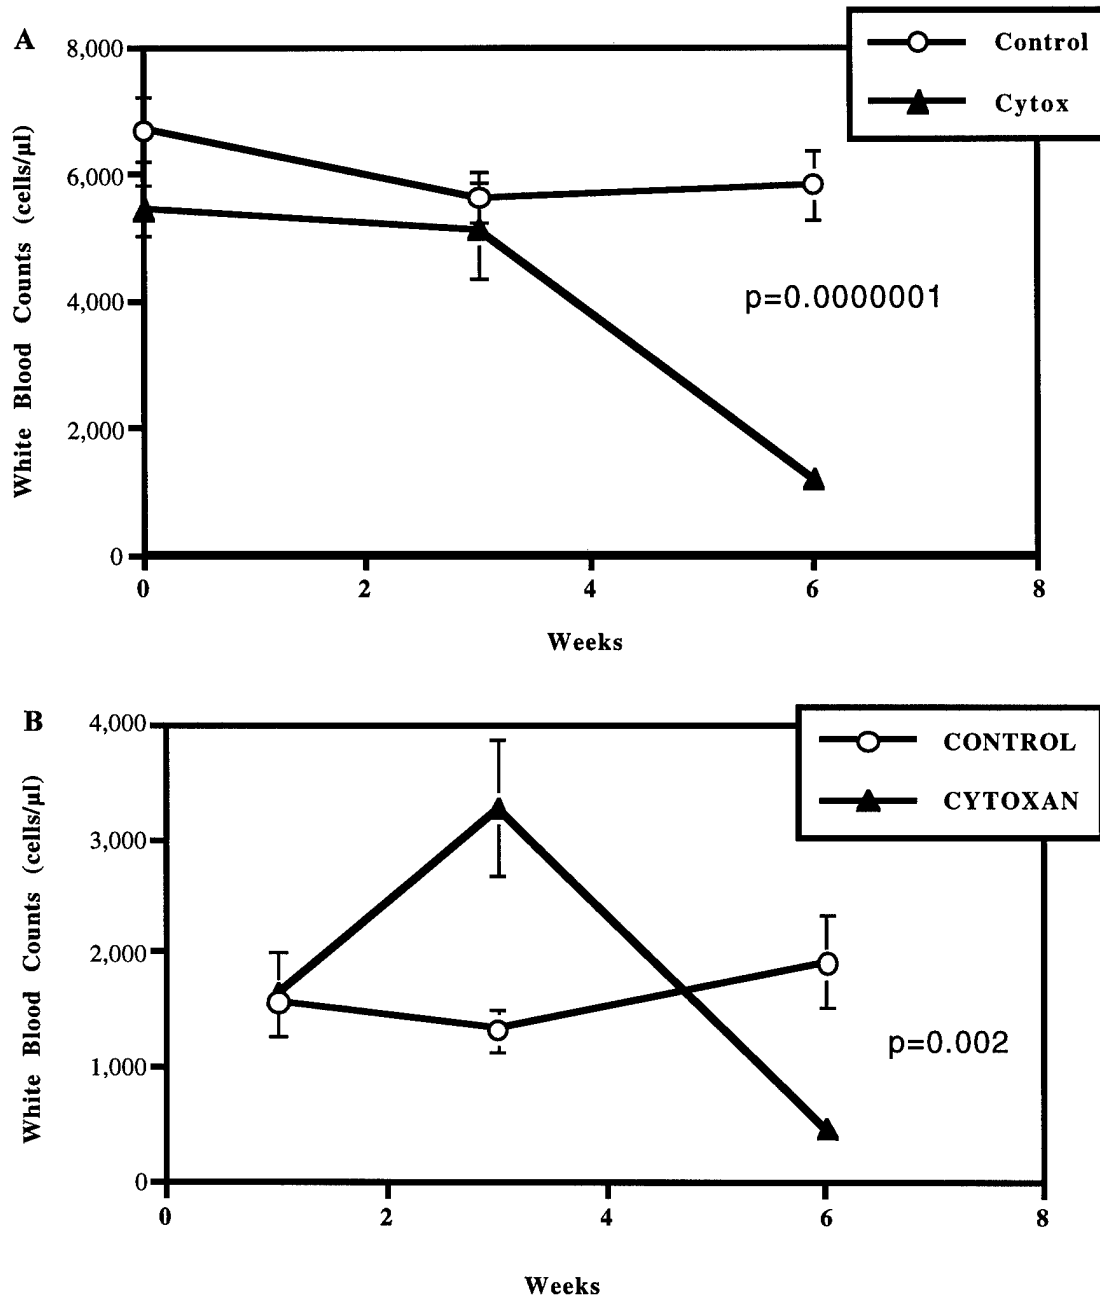 A
8,000
6,000
4,000
2,000
0
White Blood Counts (cells/µl)
Control
Cytox
p=0.0000001
0 2 4 6 8
Weeks
B
4,000
3,000
2,000
1,000
0
White Blood Counts (cells/µl)
CONTROL
CYTOXAN
p=0.002
0 2 4 6 8
Weeks